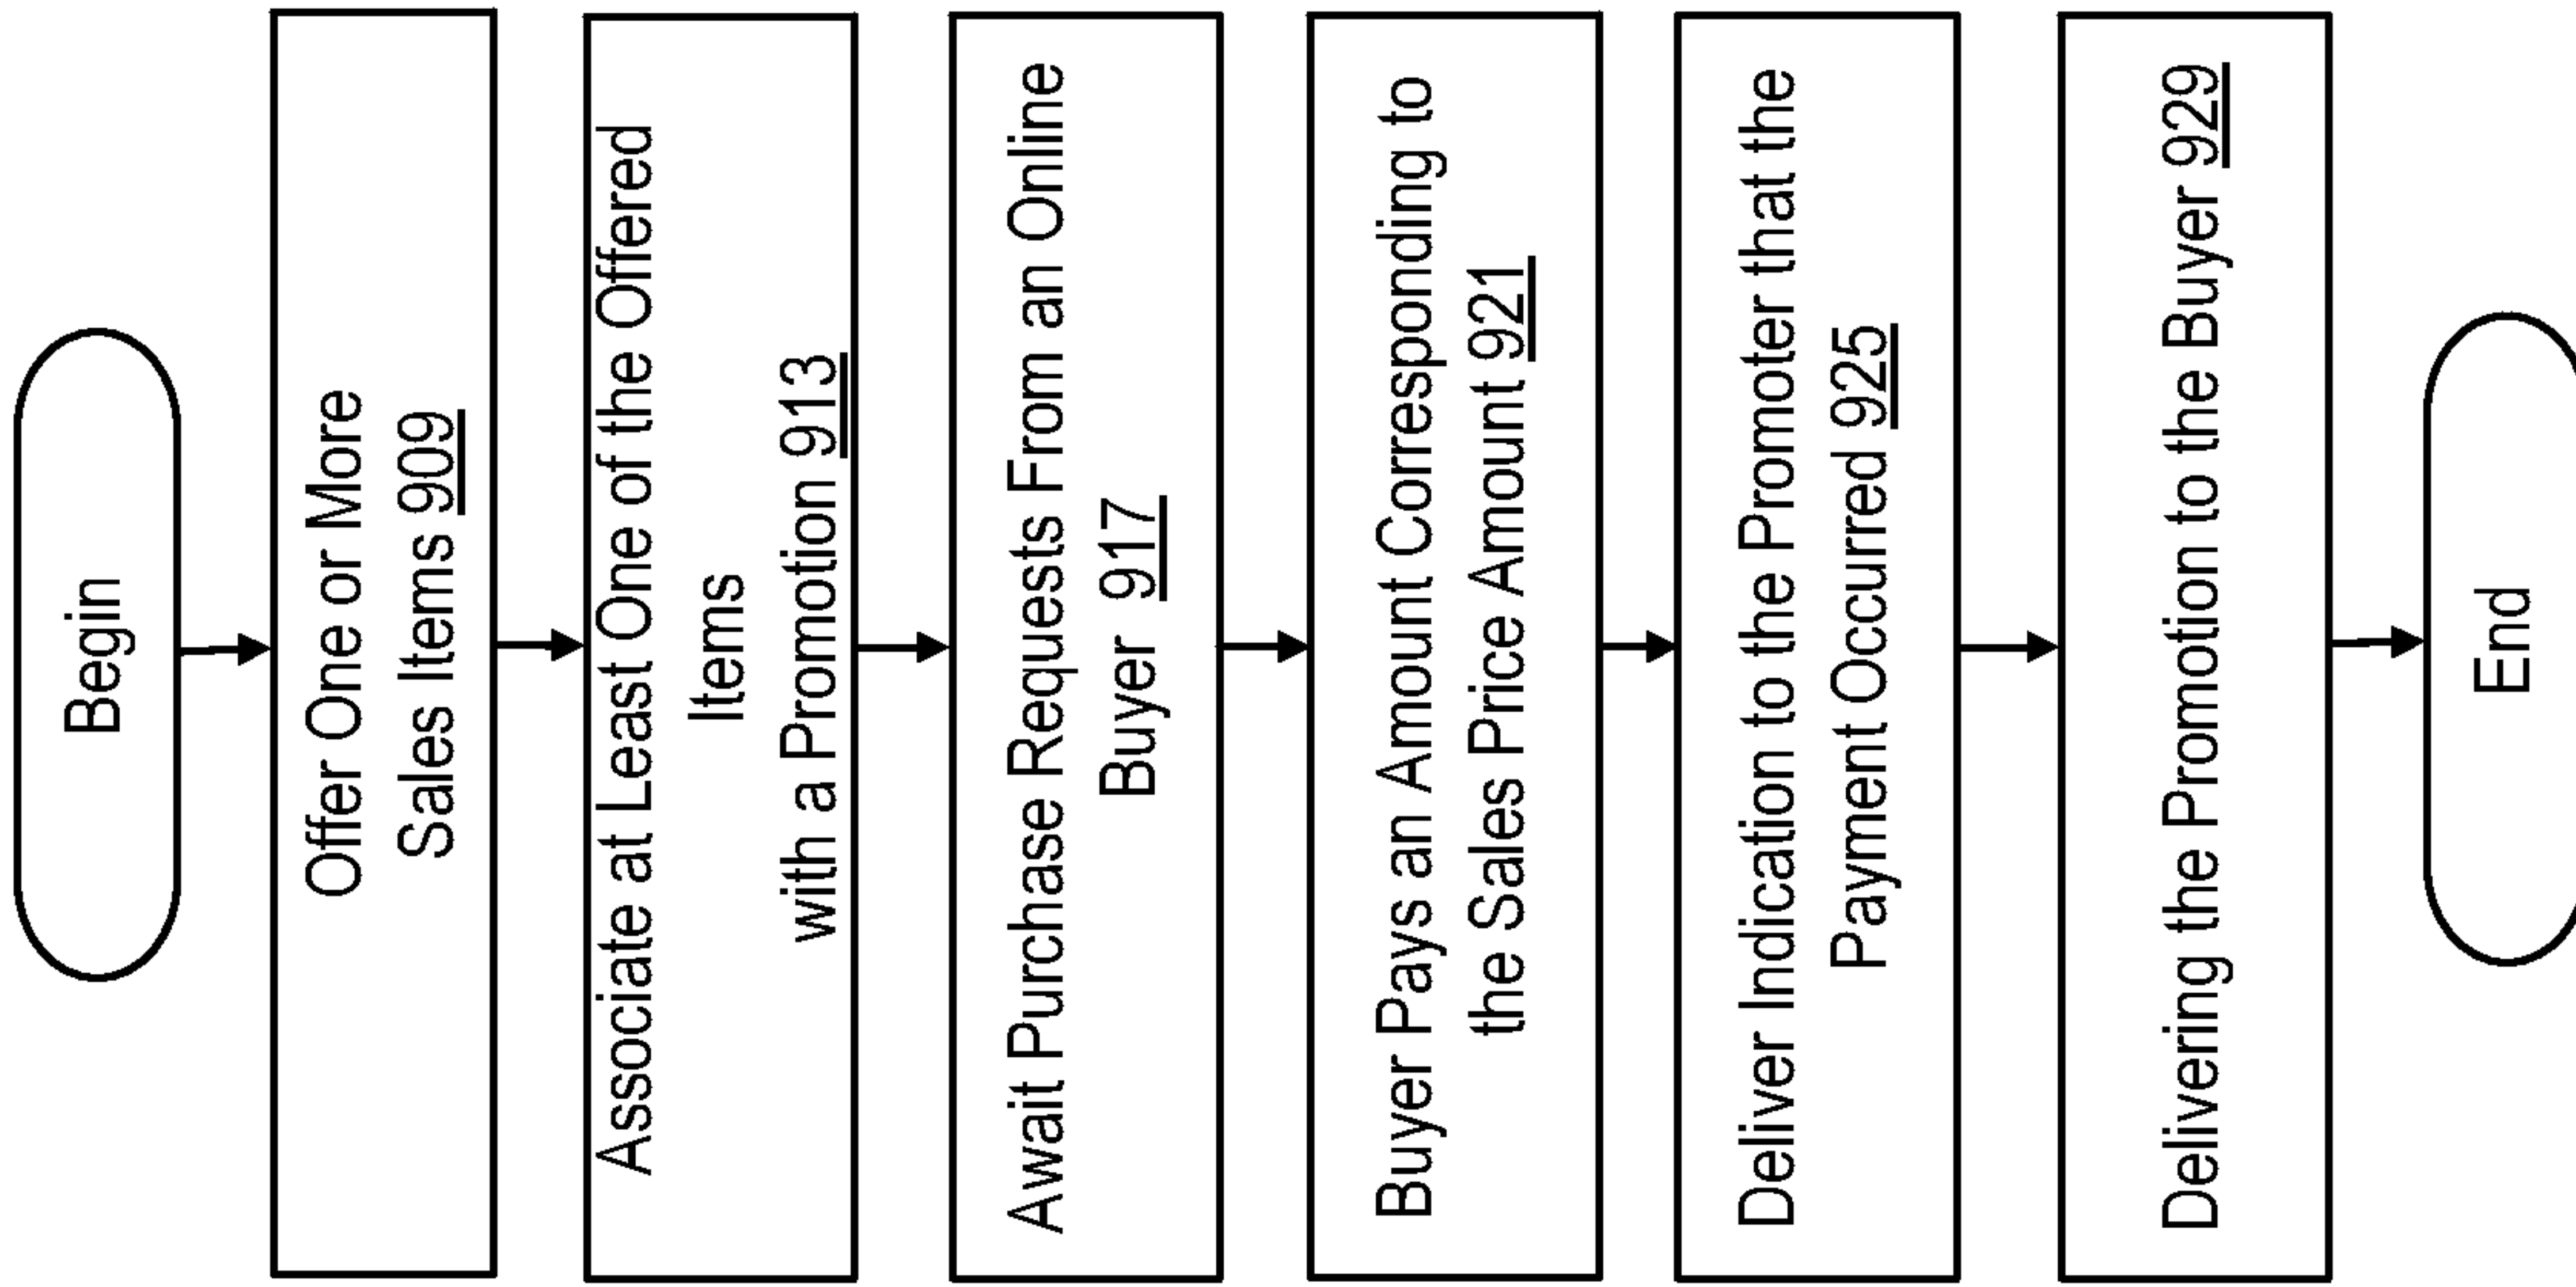 Begin
Offer One or More
Sales Items 909
Associate at Least One of the Offered
Items
with a Promotion 913
Await Purchase Requests From an Online
Buyer 917
Buyer Pays an Amount Corresponding to
the Sales Price Amount 921
Deliver Indication to the Promoter that the
Payment Occurred 925
Delivering the Promotion to the Buyer 929
End